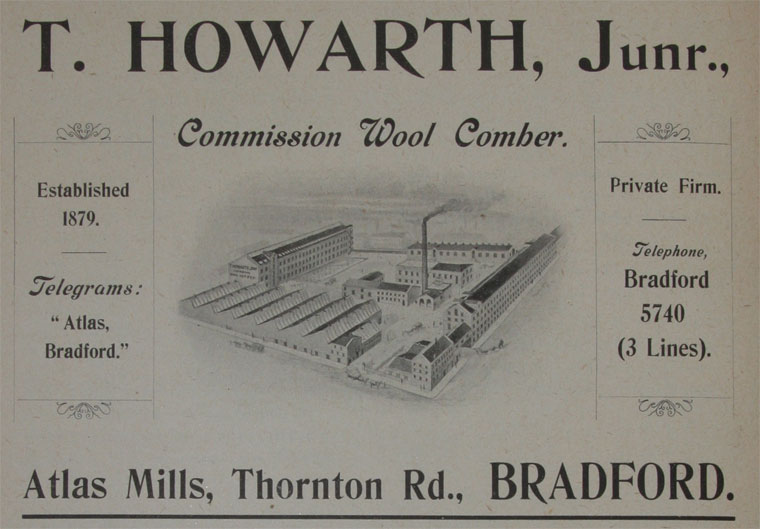 T. HOWARTH, Junr.,
Commission Wool Comber.
Established
1879.
Telegrams:
"Atlas,
Bradford."
Private Firm.
Telephone,
Bradford
5740
(3 Lines).
Atlas Mills, Thornton Rd., BRADFORD.